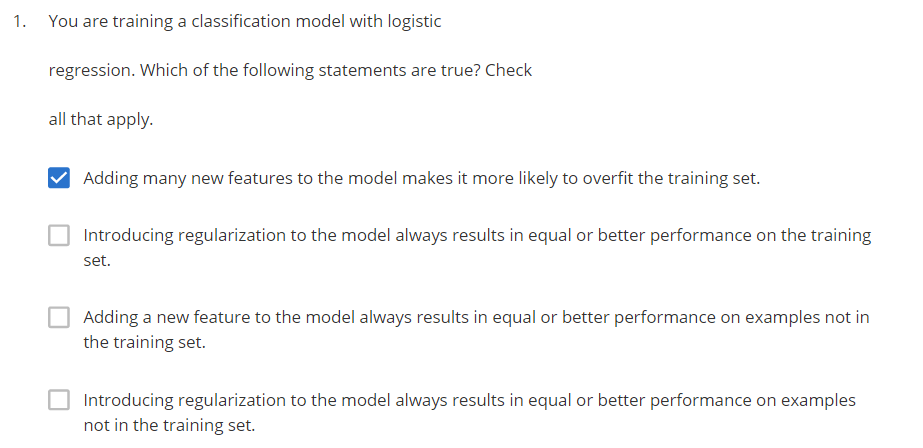 1. You are training a classification model with logistic
regression. Which of the following statements are true? Check
all that apply.
Adding many new features to the model makes it more likely to overfit the training set.
Introducing regularization to the model always results in equal or better performance on the training
set.
Adding a new feature to the model always results in equal or better performance on examples not in
the training set.
Introducing regularization to the model always results in equal or better performance on examples
not in the training set.